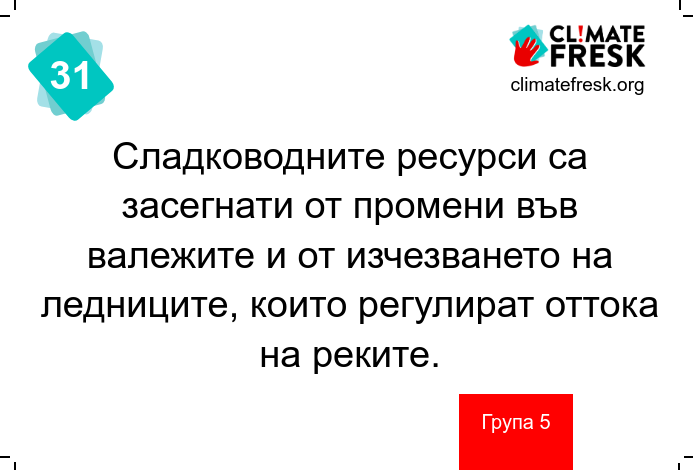 31
CL!MATE
FRESK
climatefresk.org
Сладководните ресурси са
засегнати от промени във
валежите и от изчезването на
ледниците, които регулират оттока
на реките.
Група 5